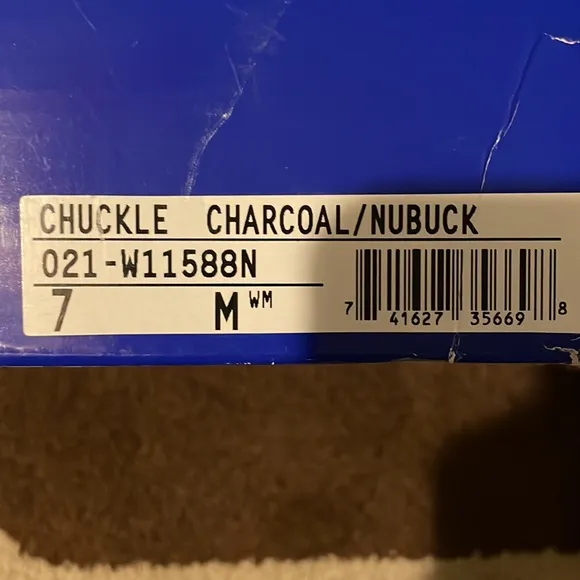 CHUCKLE CHARCOAL/NUBUCK
021-W11588N
7 M WM
7 41627 35669 8